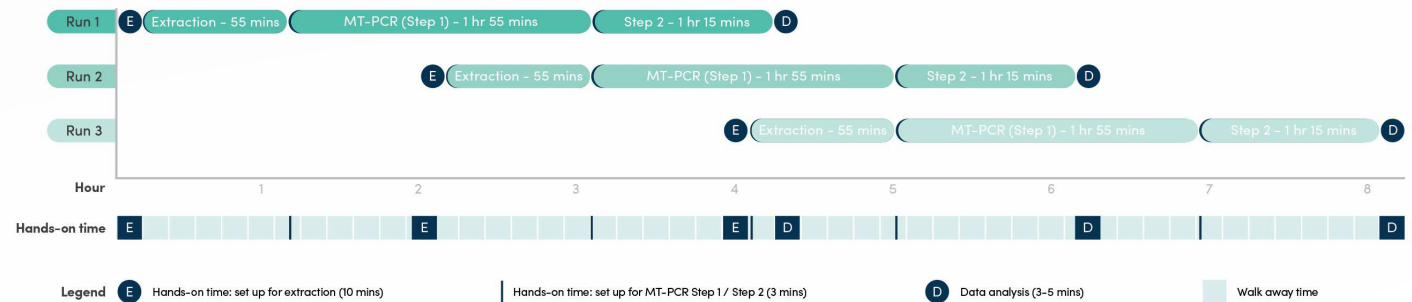 Run 1 E Extraction - 55 mins MT-PCR (Step 1) - 1 hr 55 mins Step 2 - 1 hr 15 mins D
Run 2 E Extraction - 55 mins MT-PCR (Step 1) - 1 hr 55 mins Step 2 - 1 hr 15 mins D
Run 3 E Extraction - 55 mins MT-PCR (Step 1) - 1 hr 55 mins Step 2 - 1 hr 15 mins D
Hour 1 2 3 4 5 6 7 8
Hands-on time E E E D D D
Legend E Hands-on time: set up for extraction (10 mins) Hands-on time: set up for MT-PCR Step 1 / Step 2 (3 mins) D Data analysis (3-5 mins) Walk away time